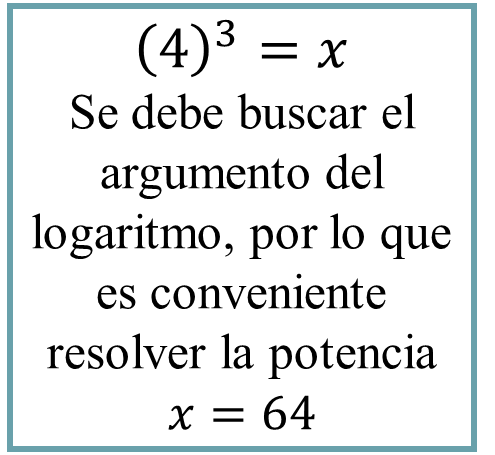 (4)³ = x
Se debe buscar el
argumento del
logaritmo, por lo que
es conveniente
resolver la potencia
x = 64